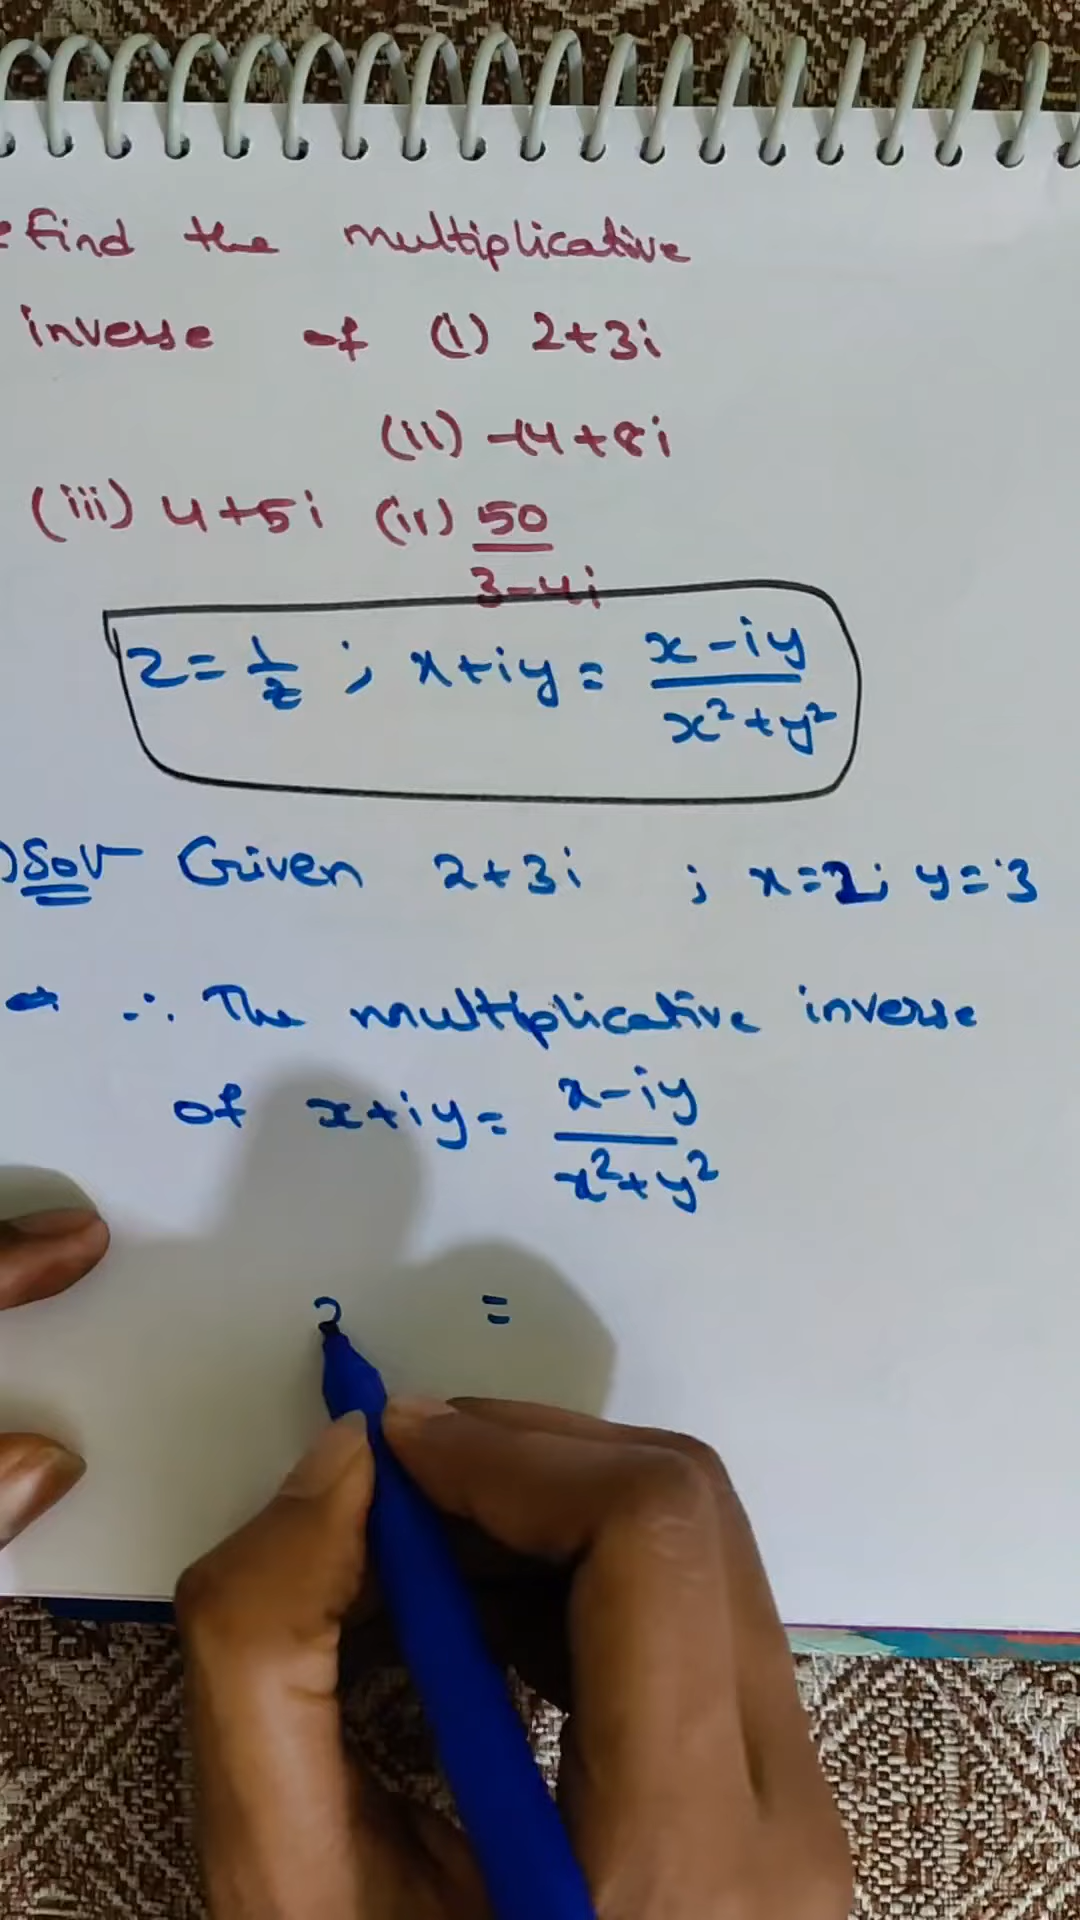 find the multiplicative
inverse of (i) 2+3i
(ii) -14+8i
(iii) 4+5i (iv) 50/3-4i
z = 1/z ; x+iy = x-iy/x²+y²
) Sol Given 2+3i ; x=2; y=3
∴ The multiplicative inverse
of x+iy = x-iy/x²+y²
2 =